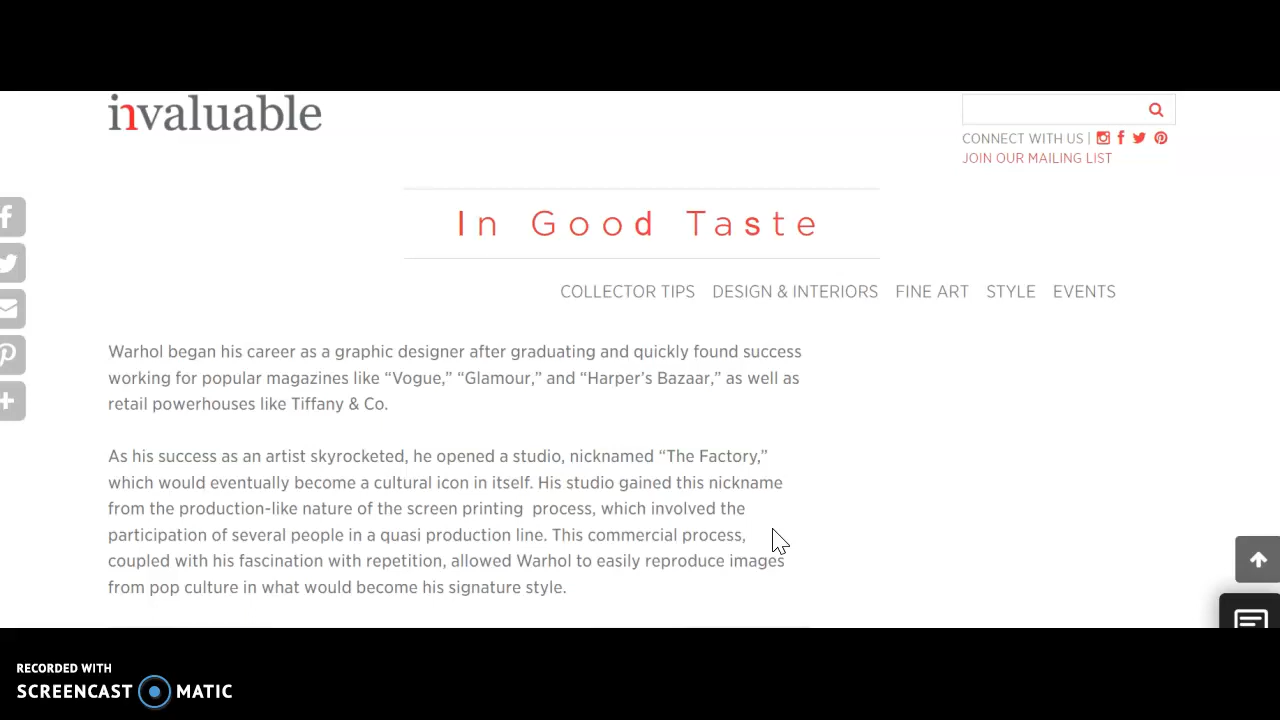 invaluable
CONNECT WITH US |
JOIN OUR MAILING LIST
In Good Taste
COLLECTOR TIPS DESIGN & INTERIORS FINE ART STYLE EVENTS
Warhol began his career as a graphic designer after graduating and quickly found success
working for popular magazines like “Vogue,” “Glamour,” and “Harper’s Bazaar,” as well as
retail powerhouses like Tiffany & Co.
As his success as an artist skyrocketed, he opened a studio, nicknamed “The Factory,”
which would eventually become a cultural icon in itself. His studio gained this nickname
from the production-like nature of the screen printing process, which involved the
participation of several people in a quasi production line. This commercial process,
coupled with his fascination with repetition, allowed Warhol to easily reproduce images
from pop culture in what would become his signature style.
RECORDED WITH
SCREENCAST MATIC